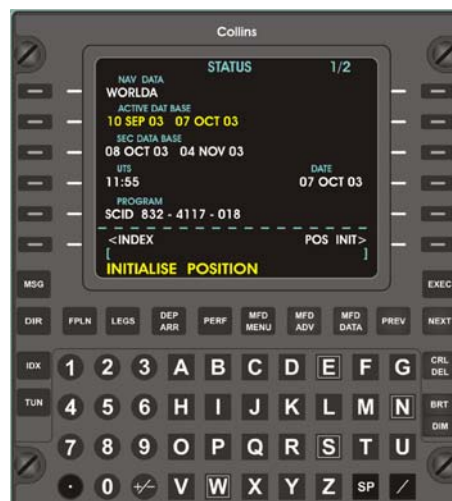 Collins
STATUS 1/2
NAV DATA
WORLDA
ACTIVE DAT BASE
10 SEP 03 07 OCT 03
SEC DATA BASE
08 OCT 03 04 NOV 03
UTS DATE
11:55 07 OCT 03
PROGRAM
SCID 832 - 4117 - 018
<INDEX POS INIT>
[ ]
INITIALISE POSITION
MSG EXEC
DIR FPLN LEGS DEP ARR PERF MFD MENU MFD ADV MFD DATA PREV NEXT
IDX 1 2 3 A B C D E F G CRL DEL
TUN 4 5 6 H I J K L M N BRT DIM
7 8 9 O P Q R S T U
. 0 +/- V W X Y Z SP /